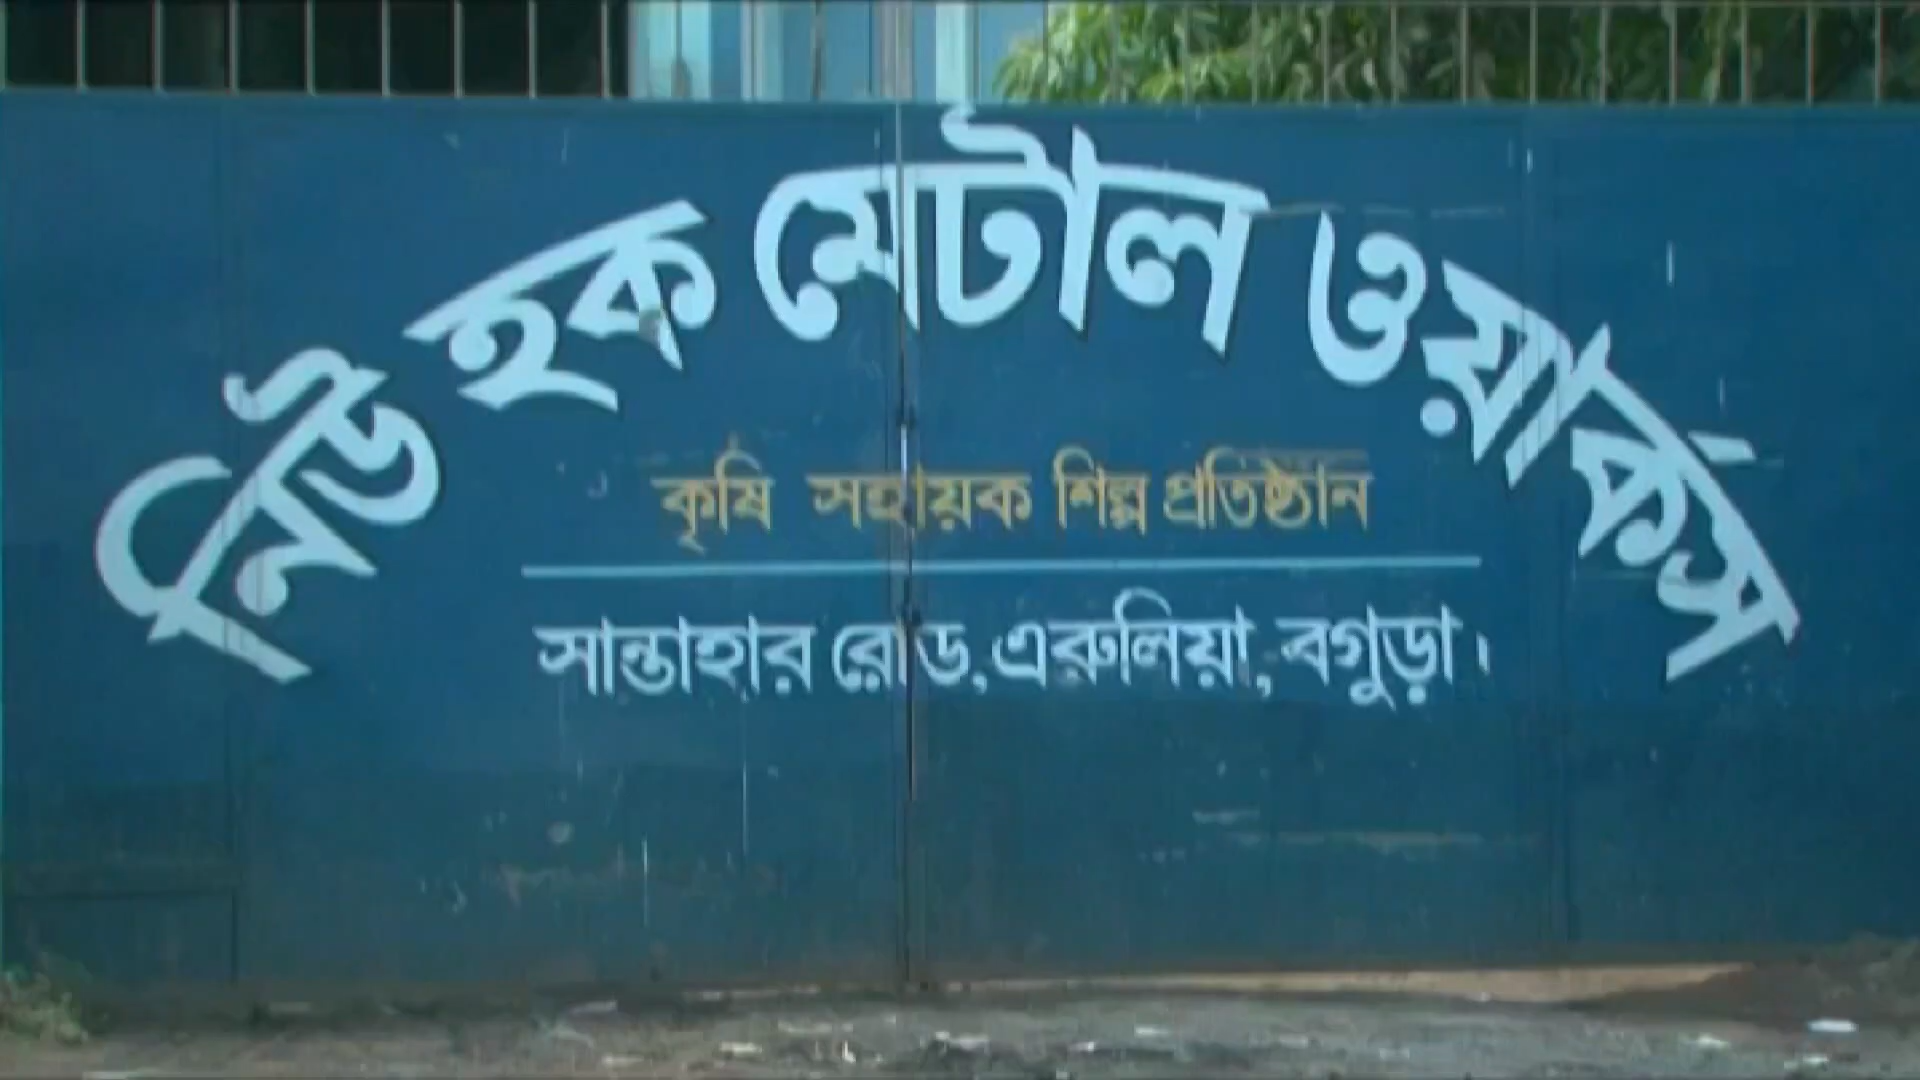 নিউ হক মেটাল ওয়ার্কস
কৃষি সহায়ক শিল্প প্রতিষ্ঠান
সান্তাহার রোড, এরুলিয়া, বগুড়া।